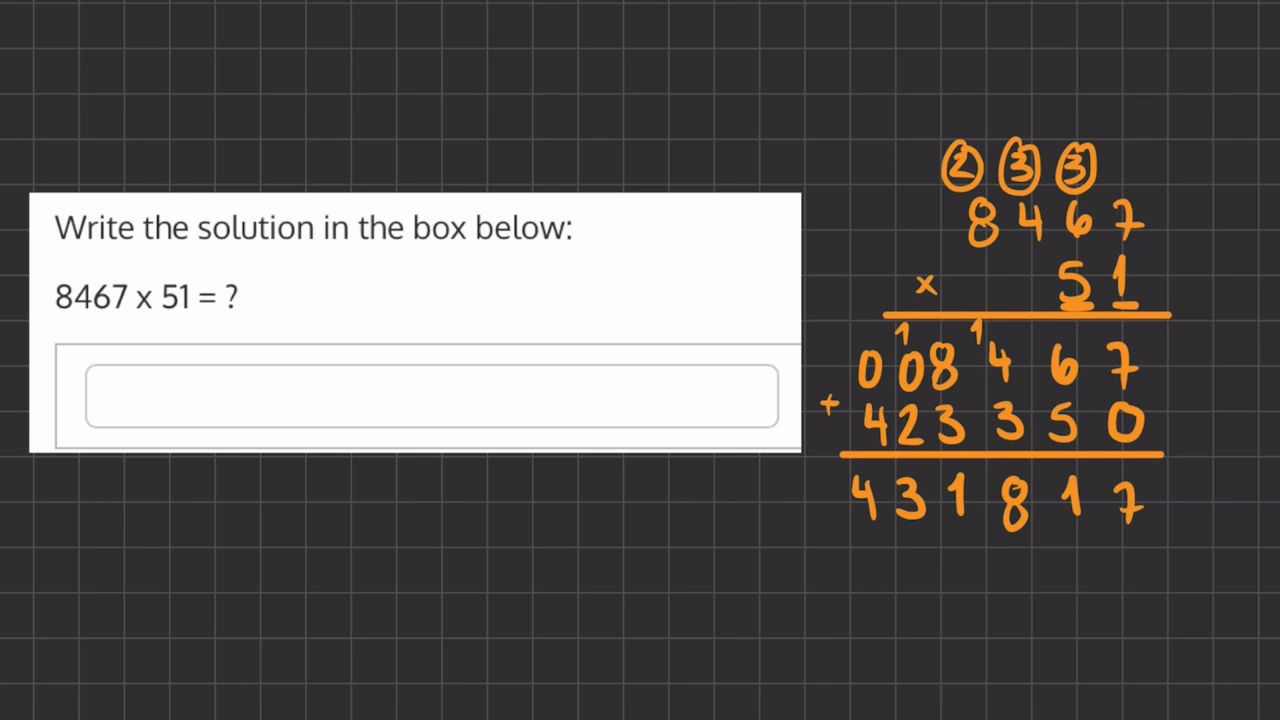 Write the solution in the box below:
8467 x 51 = ?
2 3 3
8 4 6 7
x 5 1
1 1
0 0 8 4 6 7
+ 4 2 3 3 5 0
4 3 1 8 1 7